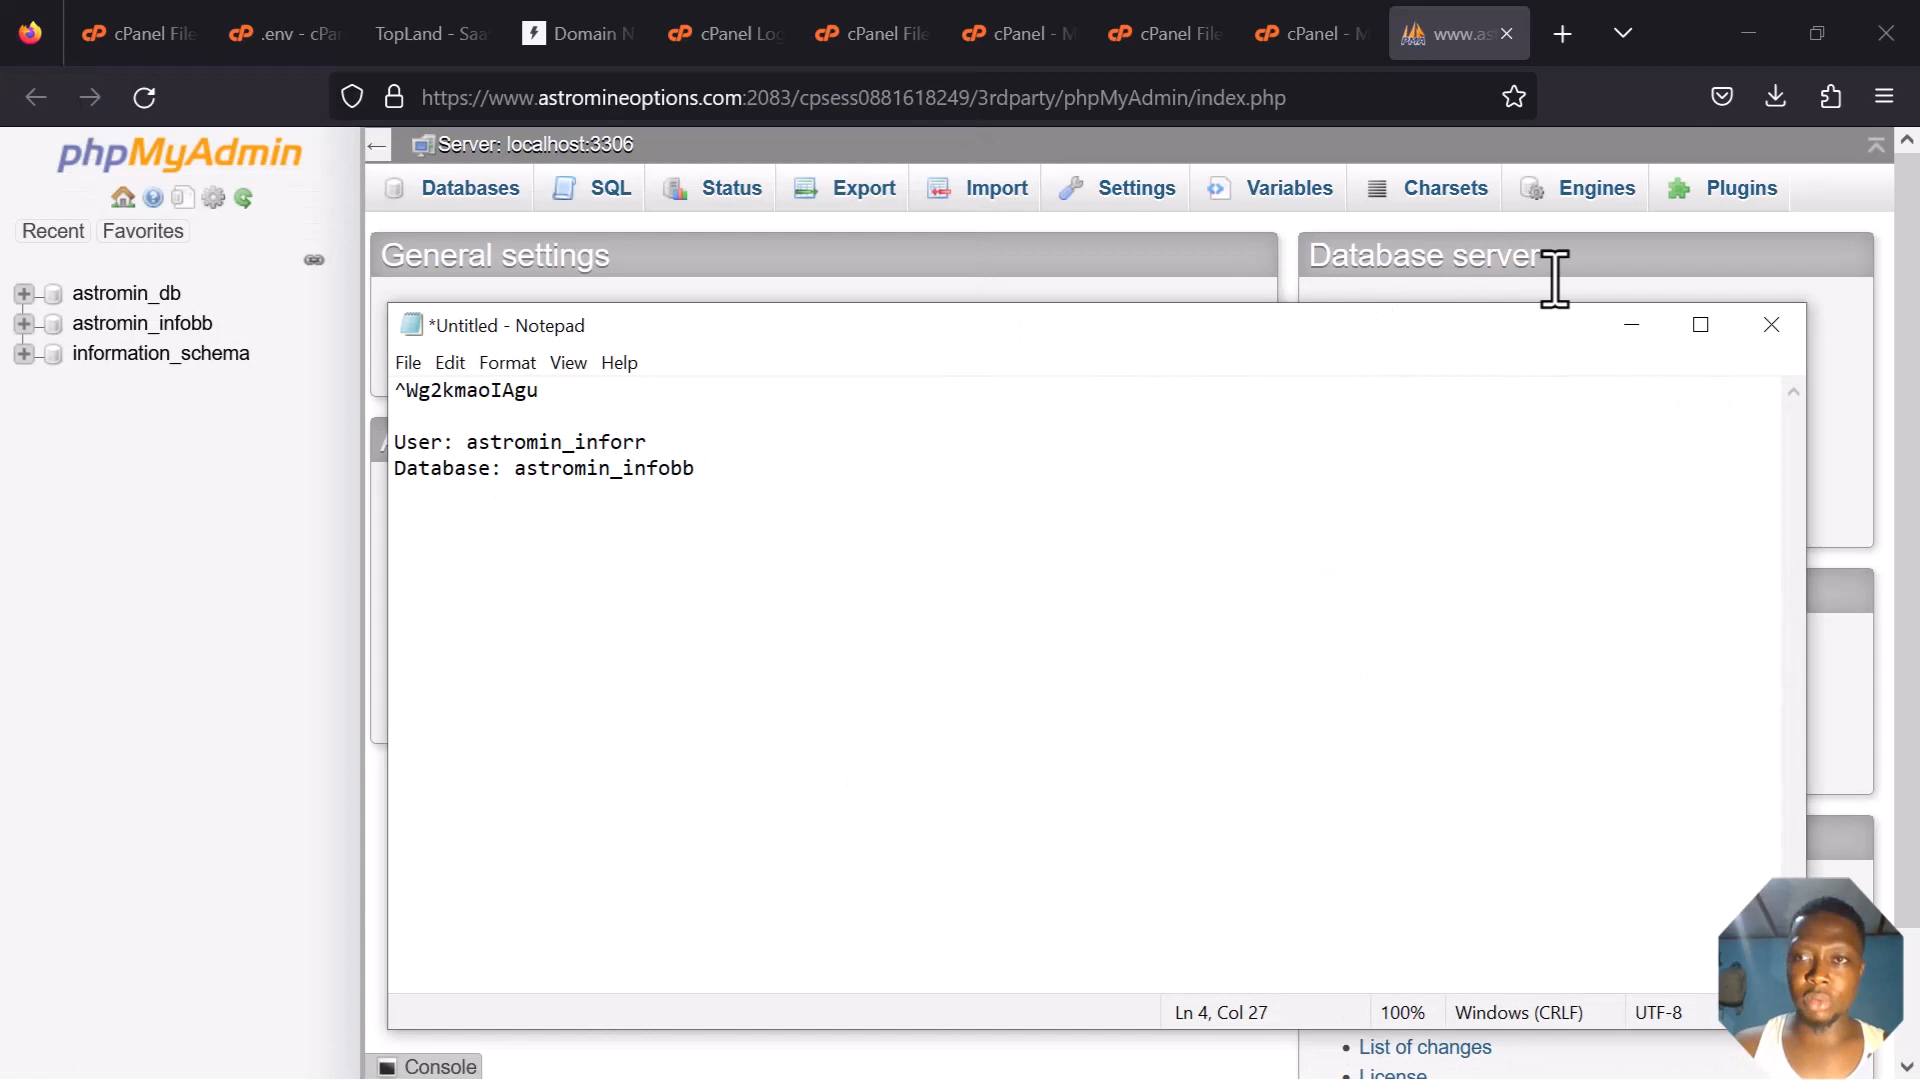 cPanel File
.env - cPan
TopLand - Saa
Domain N
cPanel Log
cPanel File
cPanel - M
cPanel File
cPanel - M
www.as
https://www.astromineoptions.com:2083/cpsess0881618249/3rdparty/phpMyAdmin/index.php
phpMyAdmin
Recent
Favorites
astromin_db
astromin_infobb
information_schema
Server: localhost:3306
Databases
SQL
Status
Export
Import
Settings
Variables
Charsets
Engines
Plugins
General settings
Database server
*Untitled - Notepad
File Edit Format View Help
^Wg2kmaoIAgu
User: astromin_inforr
Database: astromin_infobb
Ln 4, Col 27
100%
Windows (CRLF)
UTF-8
List of changes
License
Console